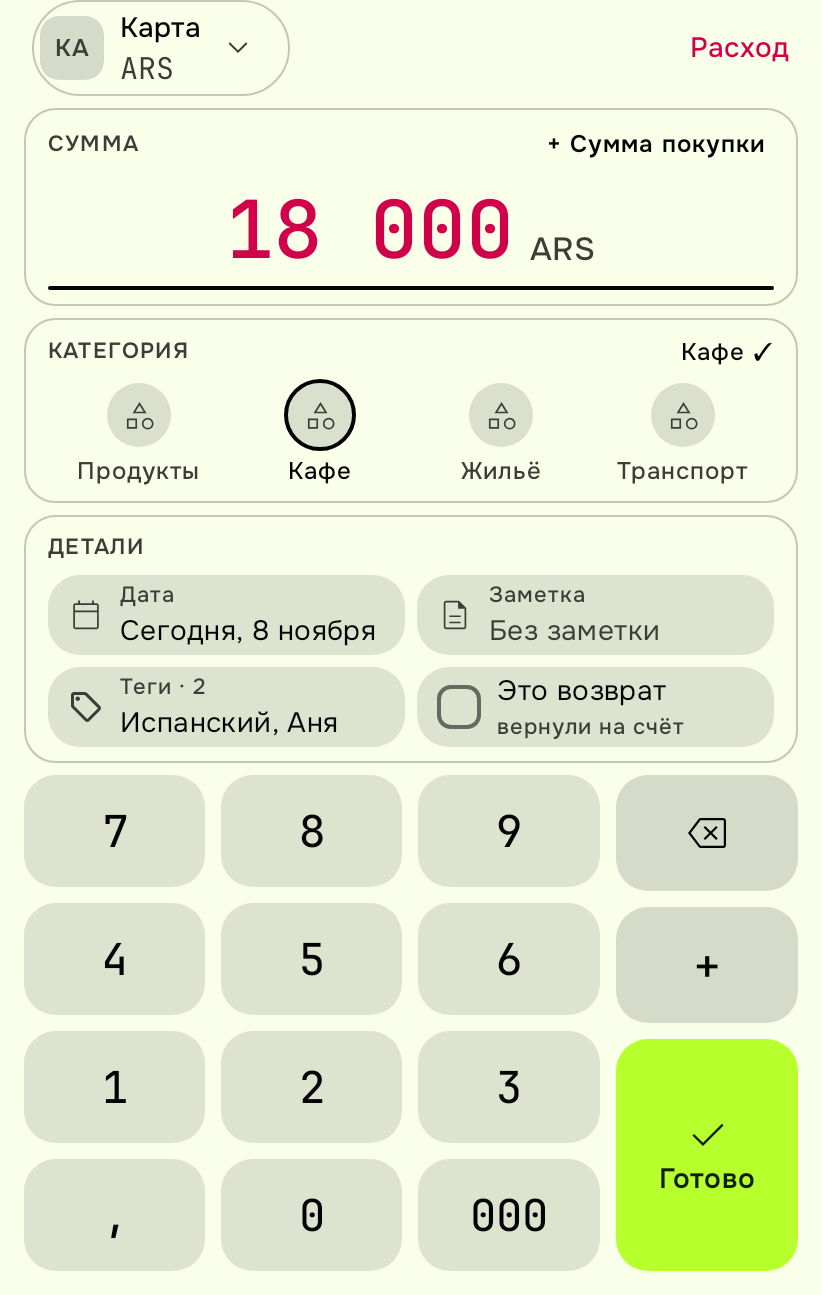 КА
Карта
ARS
Расход
СУММА
+ Сумма покупки
18 000 ARS
КАТЕГОРИЯ
Кафе ✓
Продукты
Кафе
Жильё
Транспорт
ДЕТАЛИ
Дата
Сегодня, 8 ноября
Заметка
Без заметки
Теги · 2
Испанский, Аня
Это возврат
вернули на счёт
7 8 9
4 5 6 +
1 2 3
Готово
, 0 000